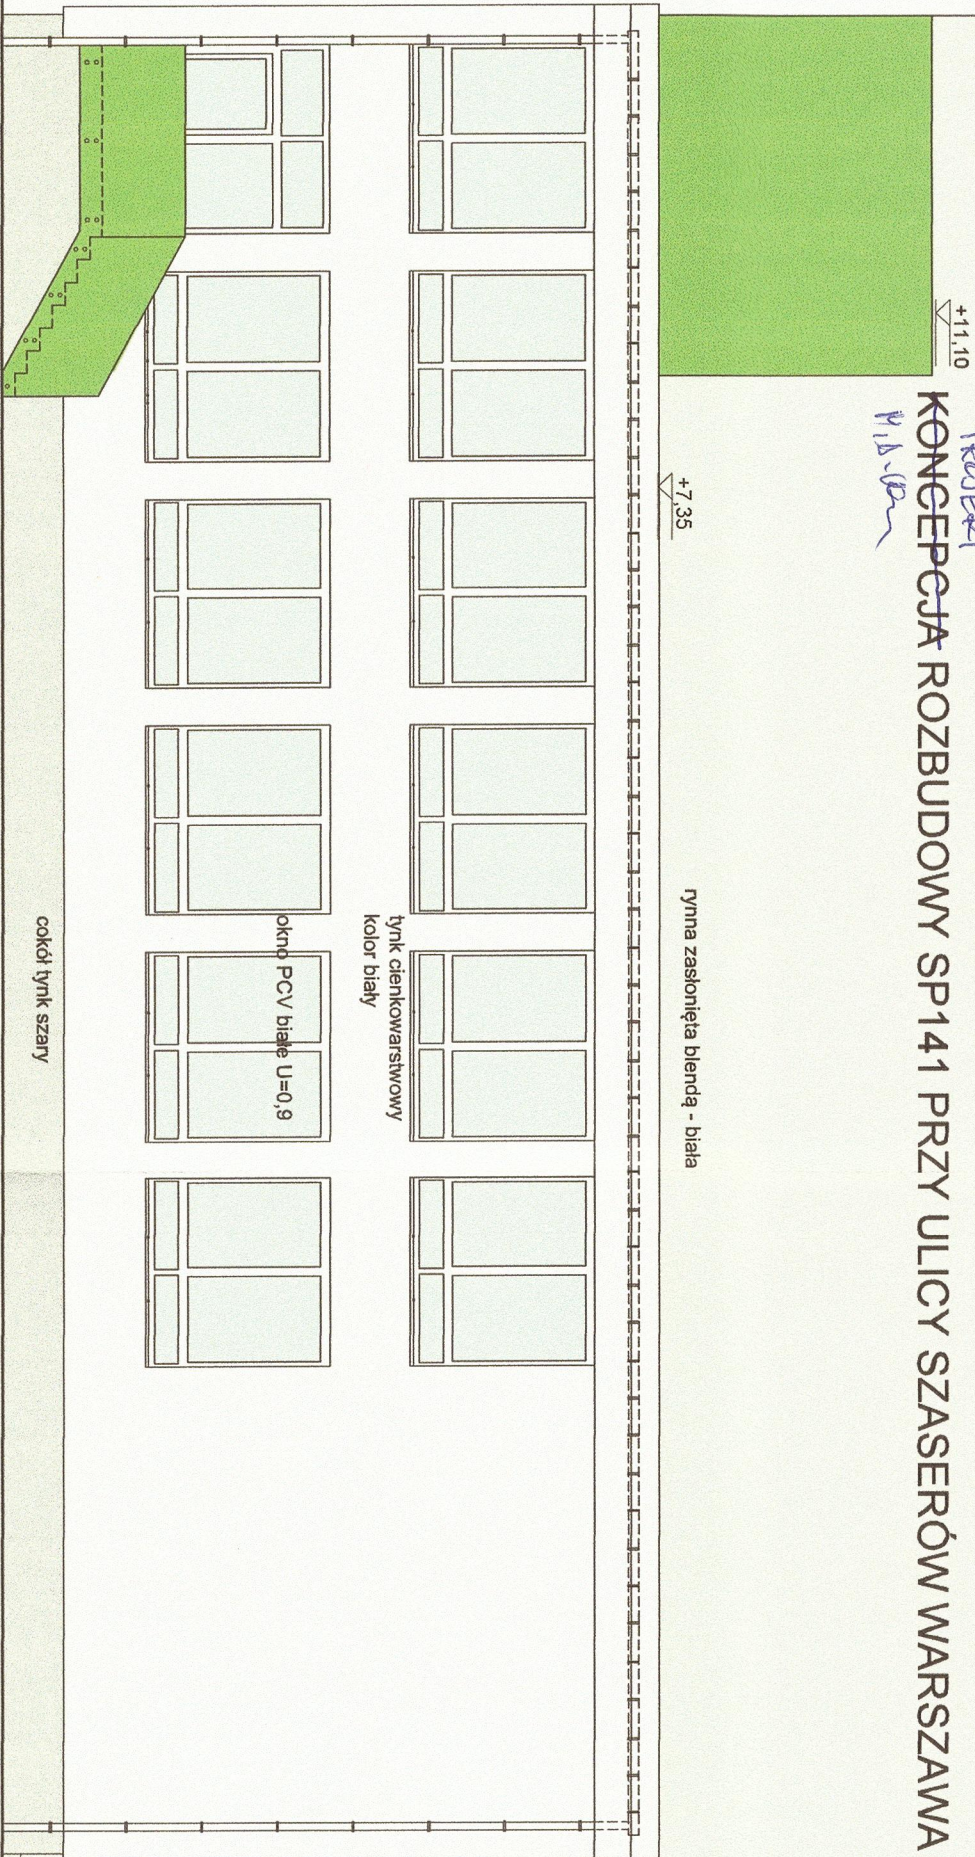 +11,10
KONCEPCJA ROZBUDOWY SP141 PRZY ULICY SZASERÓW WARSZAWA
+7,35
rynna zasłonięta blendą - biała
tynk cienkowarstwowy
kolor biały
okno PCV białe U=0,9
cokół tynk szary